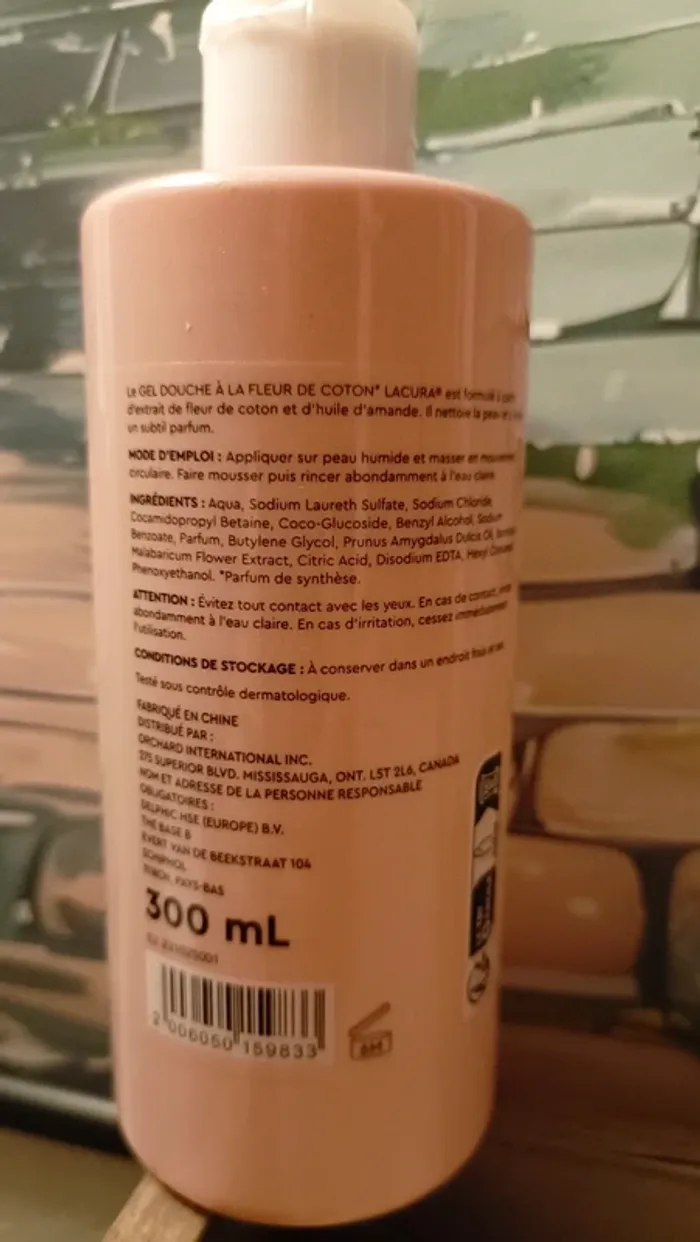 Le GEL DOUCHE À LA FLEUR DE COTON* LACURA® est formulé à
d'extrait de fleur de coton et d'huile d'amande. Il nettoie la peau et
un subtil parfum.
MODE D'EMPLOI : Appliquer sur peau humide et masser en mouvement
circulaire. Faire mousser puis rincer abondamment à l'eau claire.
INGRÉDIENTS : Aqua, Sodium Laureth Sulfate, Sodium Chloride,
Cocamidopropyl Betaine, Coco-Glucoside, Benzyl Alcohol, Sodium
Benzoate, Parfum, Butylene Glycol, Prunus Amygdalus Dulcis Oil,
Malabaricum Flower Extract, Citric Acid, Disodium EDTA, Hexyl
Phenoxyethanol. *Parfum de synthèse.
ATTENTION : Évitez tout contact avec les yeux. En cas de contact,
abondamment à l'eau claire. En cas d'irritation, cessez immédiatement
l'utilisation.
CONDITIONS DE STOCKAGE : À conserver dans un endroit frais et sec.
Testé sous contrôle dermatologique.
FABRIQUÉ EN CHINE
DISTRIBUÉ PAR :
ORCHARD INTERNATIONAL INC.
275 SUPERIOR BLVD. MISSISSAUGA, ONT. L5T 2L6, CANADA
NOM ET ADRESSE DE LA PERSONNE RESPONSABLE
OBLIGATOIRES :
DELPHIC HSE (EUROPE) B.V.
THE BASE B
EVERT VAN DE BEEKSTRAAT 104
SCHIPHOL
PAYS-BAS
300 mL
2 006050 159833